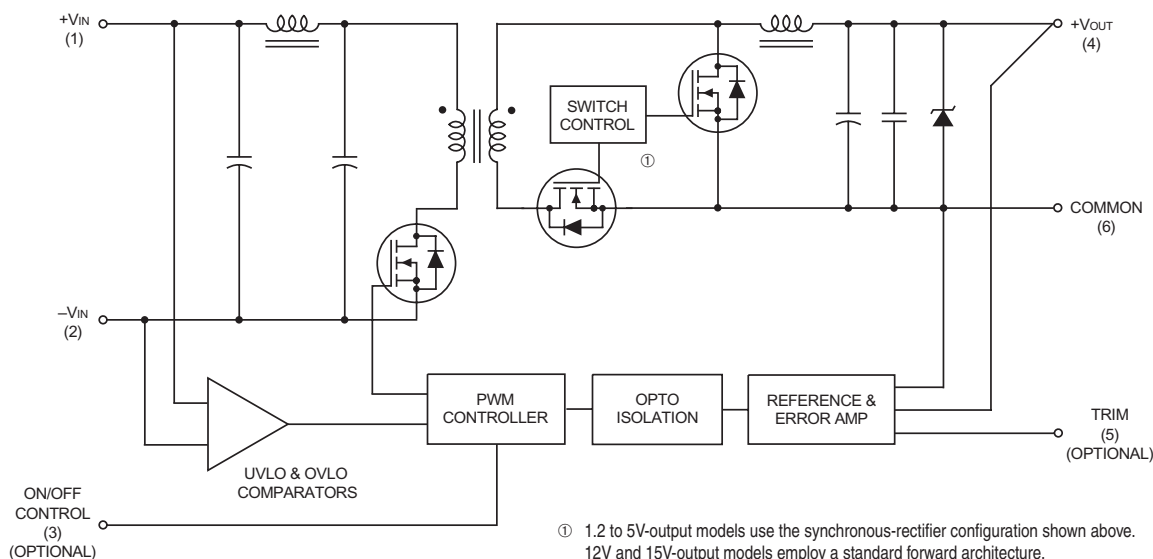 +VIN
(1)
+VOUT
(4)
SWITCH
CONTROL
①
COMMON
(6)
–VIN
(2)
PWM
CONTROLLER
OPTO
ISOLATION
REFERENCE &
ERROR AMP
TRIM
(5)
(OPTIONAL)
UVLO & OVLO
COMPARATORS
ON/OFF
CONTROL
(3)
(OPTIONAL)
① 1.2 to 5V-output models use the synchronous-rectifier configuration shown above.
12V and 15V-output models employ a standard forward architecture.